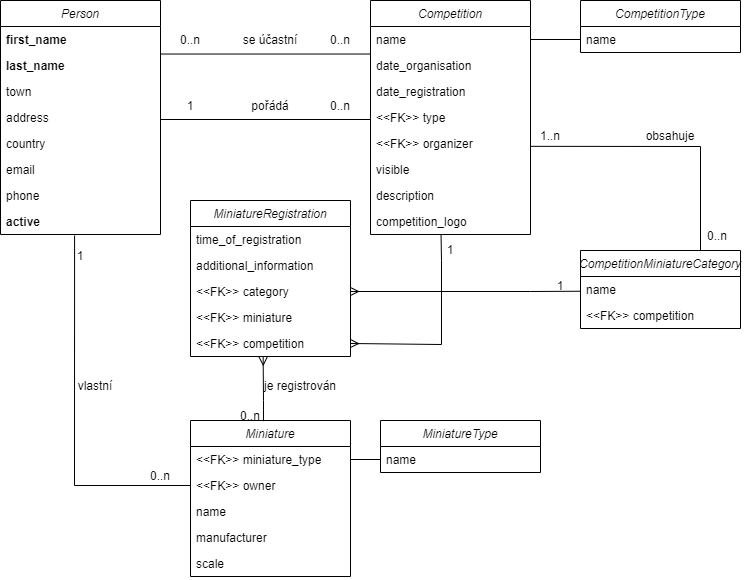 Person
first_name
last_name
town
address
country
email
phone
active
0..n se účastní 0..n
1 pořádá 0..n
Competition
name
date_organisation
date_registration
<<FK>> type
<<FK>> organizer
visible
description
competition_logo
CompetitionType
name
1..n obsahuje
0..n
MiniatureRegistration
time_of_registration
additional_information
<<FK>> category
<<FK>> miniature
<<FK>> competition
1
1
CompetitionMiniatureCategory
name
<<FK>> competition
1
vlastní
0..n
je registrován
0..n
Miniature
<<FK>> miniature_type
<<FK>> owner
name
manufacturer
scale
MiniatureType
name